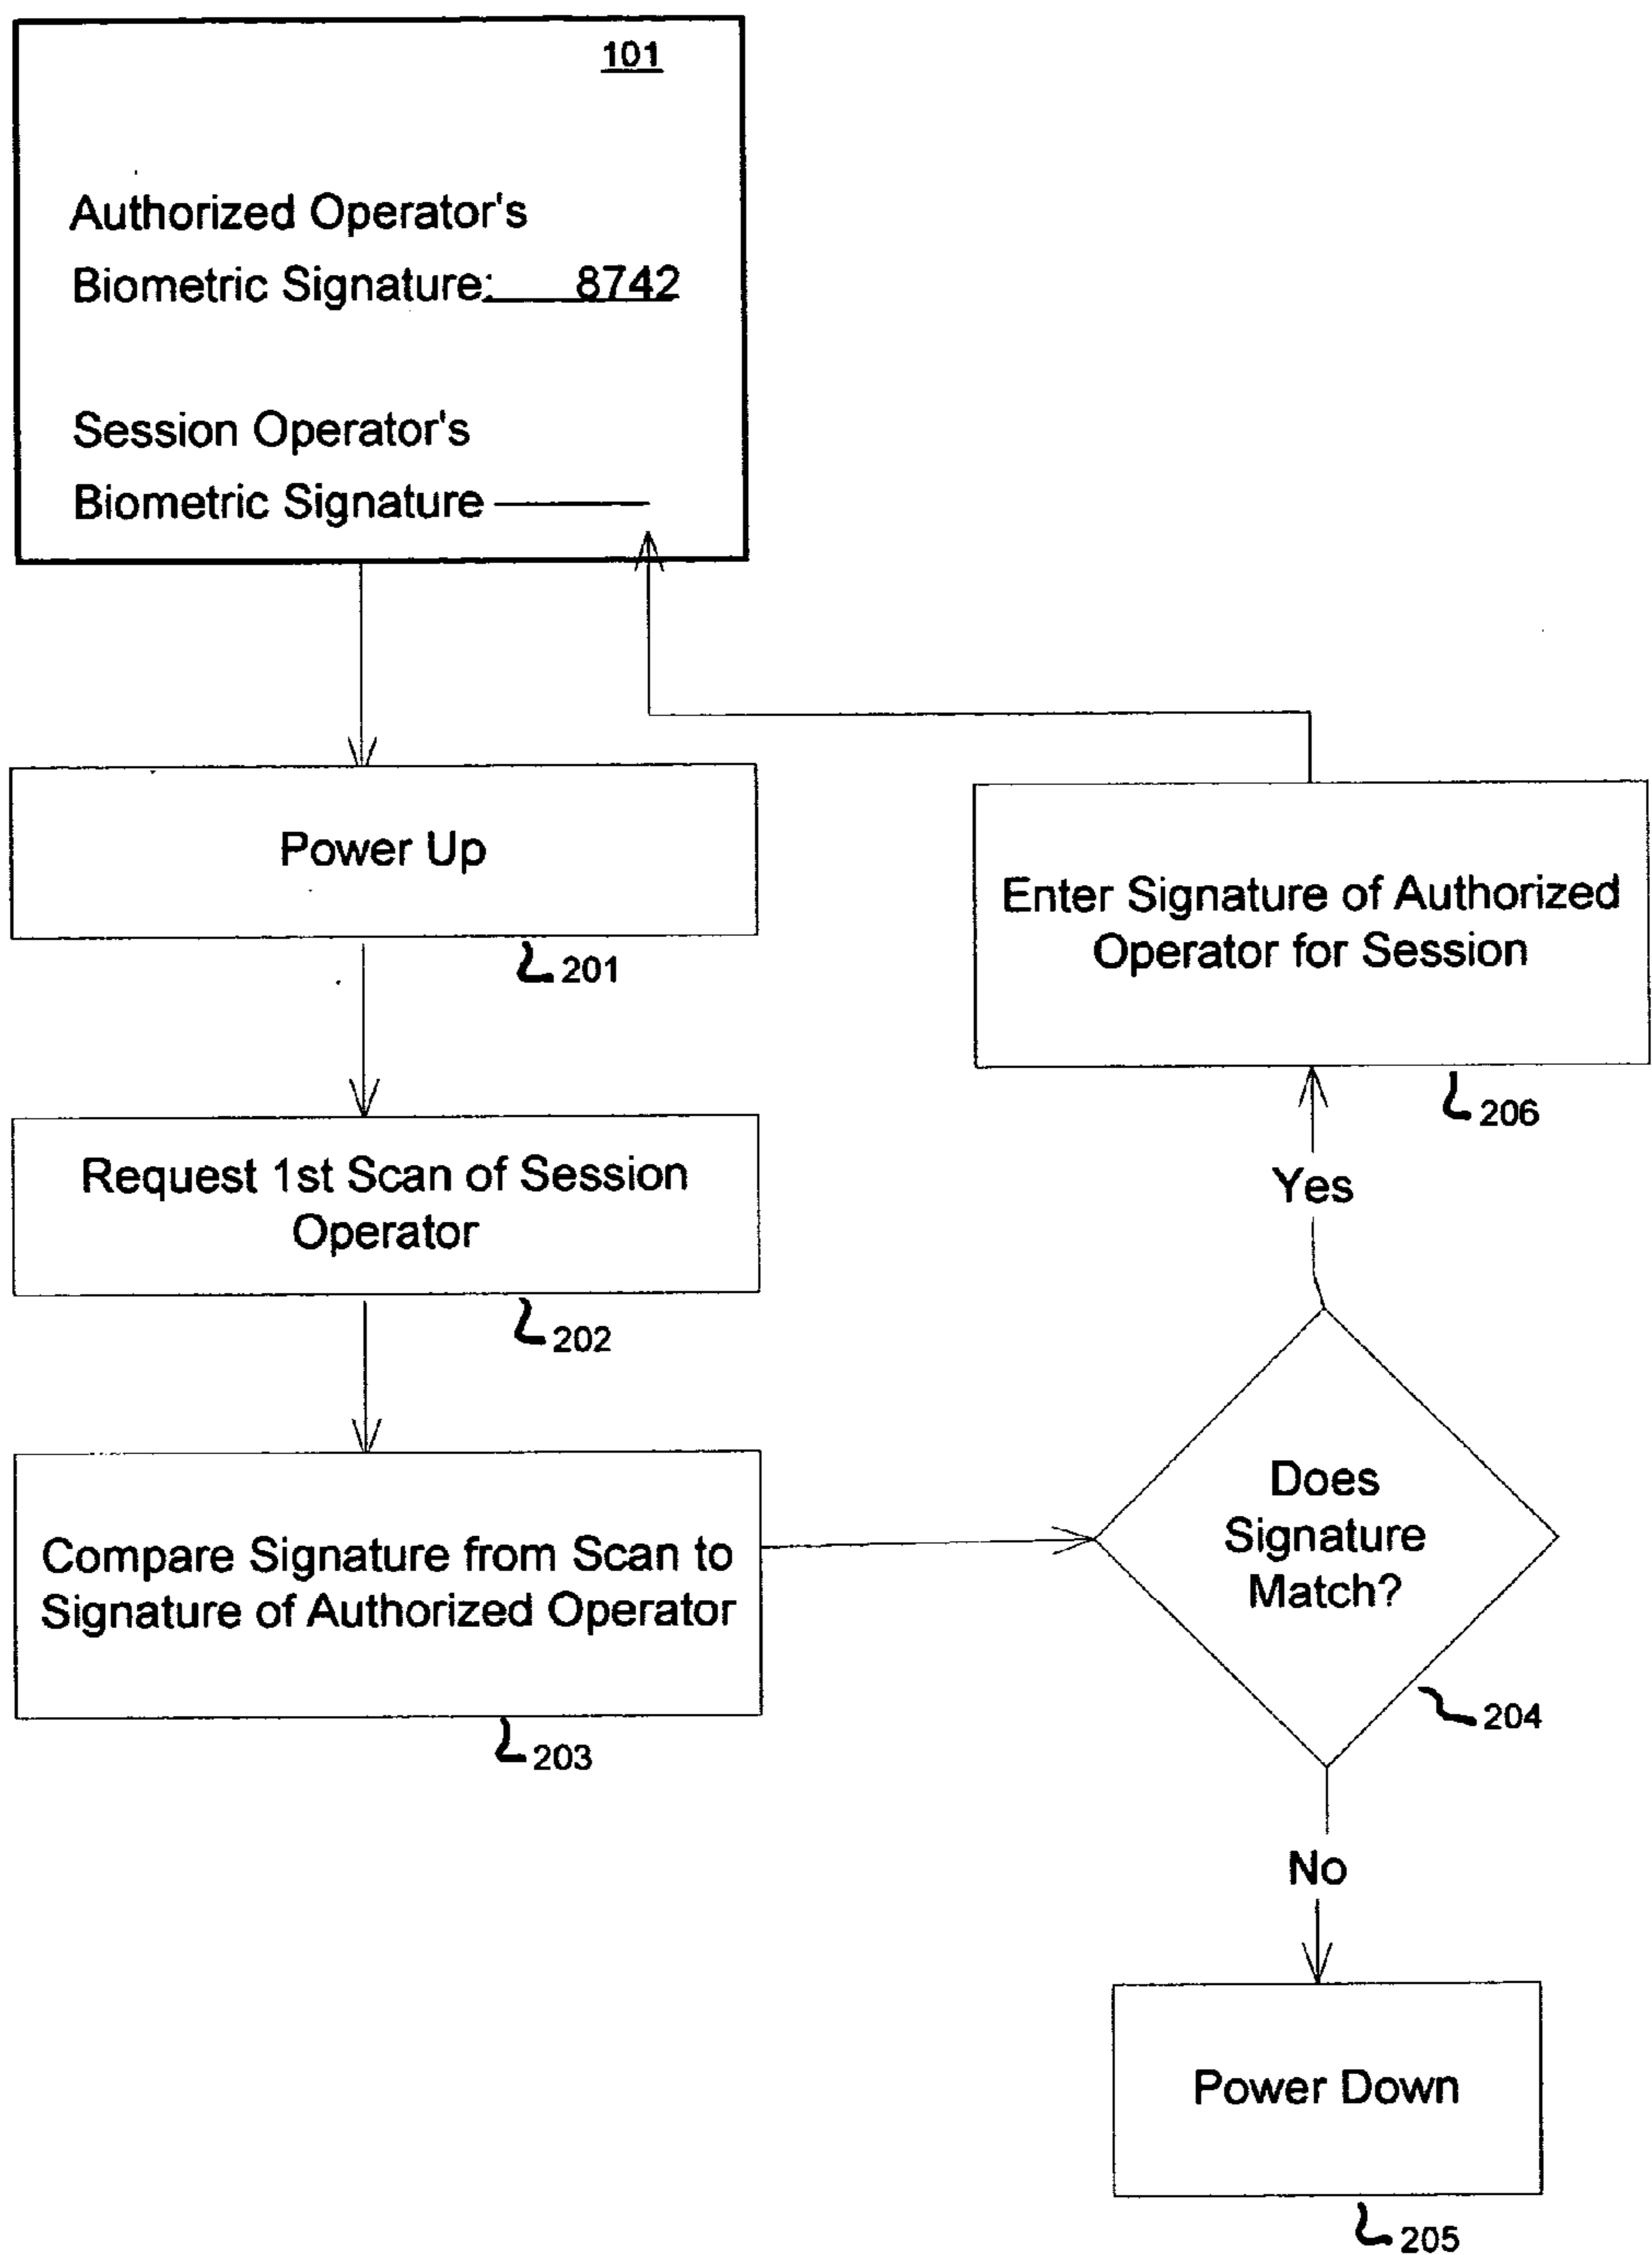 101
Authorized Operator's
Biometric Signature: 8742
Session Operator's
Biometric Signature
Power Up
201
Request 1st Scan of Session
Operator
202
Compare Signature from Scan to
Signature of Authorized Operator
203
Enter Signature of Authorized
Operator for Session
206
Yes
Does
Signature
Match?
204
No
Power Down
205